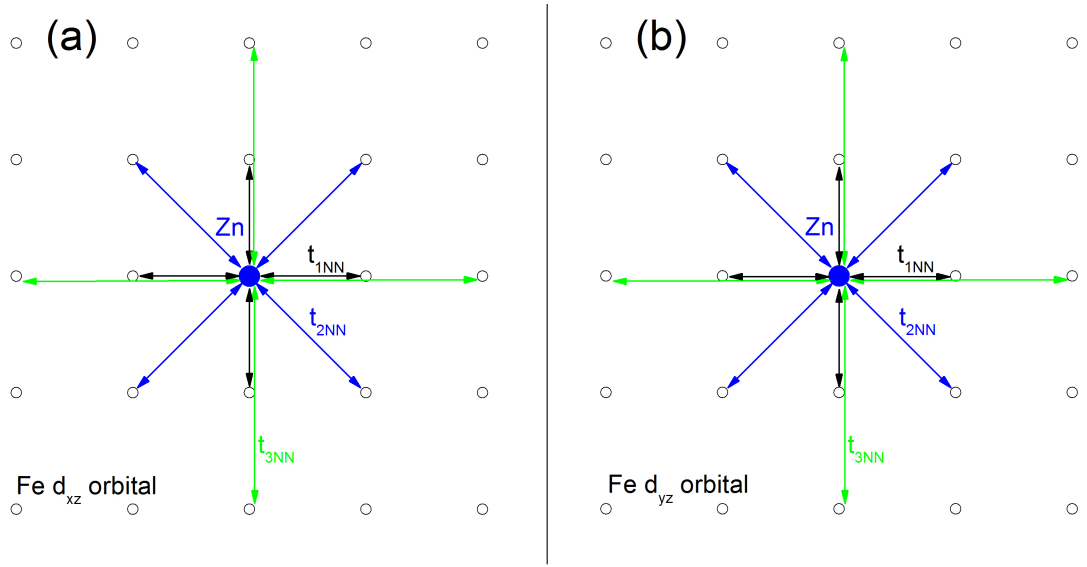 (a)
Zn
t1NN
t2NN
t3NN
Fe dxz orbital
(b)
Zn
t1NN
t2NN
t3NN
Fe dyz orbital